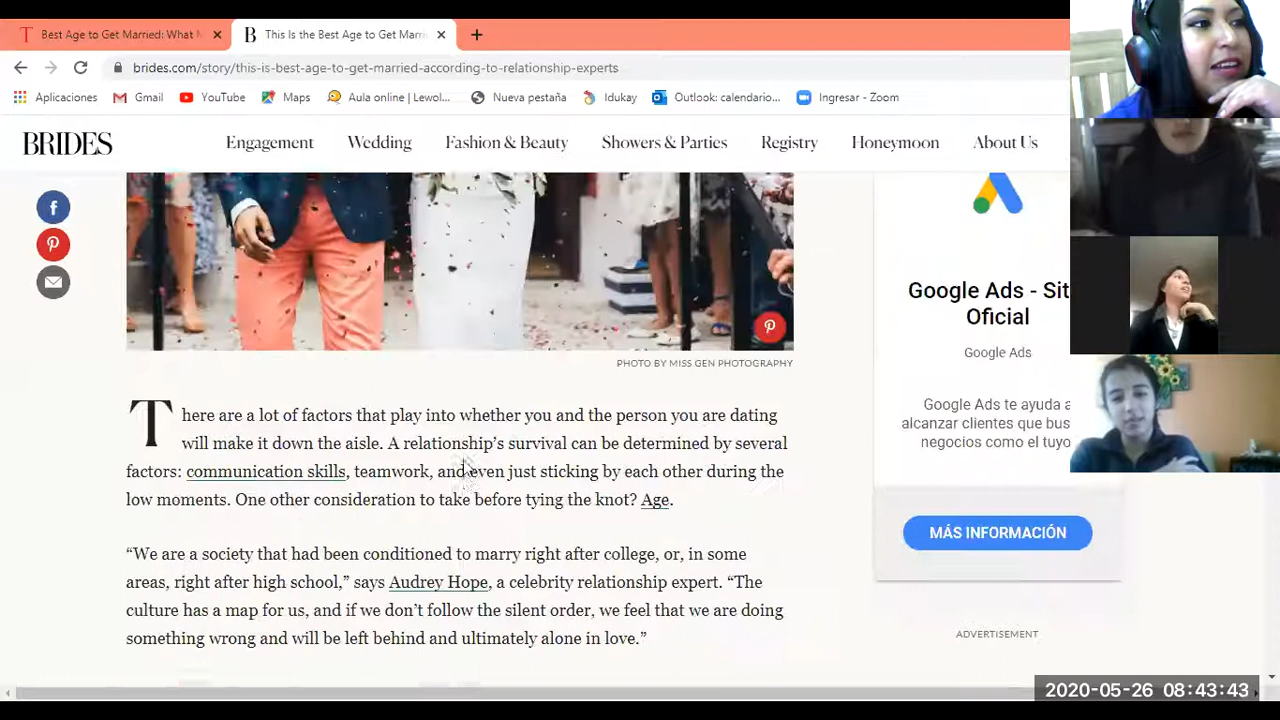 Best Age to Get Married: What
This Is the Best Age to Get Marri
brides.com/story/this-is-best-age-to-get-married-according-to-relationship-experts
Aplicaciones Gmail YouTube Maps Aula online | Lewol... Nueva pestaña Idukay Outlook: calendario... Ingresar - Zoom
BRIDES Engagement Wedding Fashion & Beauty Showers & Parties Registry Honeymoon About Us
PHOTO BY MISS GEN PHOTOGRAPHY
There are a lot of factors that play into whether you and the person you are dating
will make it down the aisle. A relationship's survival can be determined by several
factors: communication skills, teamwork, and even just sticking by each other during the
low moments. One other consideration to take before tying the knot? Age.
“We are a society that had been conditioned to marry right after college, or, in some
areas, right after high school,” says Audrey Hope, a celebrity relationship expert. “The
culture has a map for us, and if we don’t follow the silent order, we feel that we are doing
something wrong and will be left behind and ultimately alone in love.”
Google Ads - Sit
Oficial
Google Ads
Google Ads te ayuda a
alcanzar clientes que bus
negocios como el tuyo
MÁS INFORMACIÓN
ADVERTISEMENT
2020-05-26 08:43:43